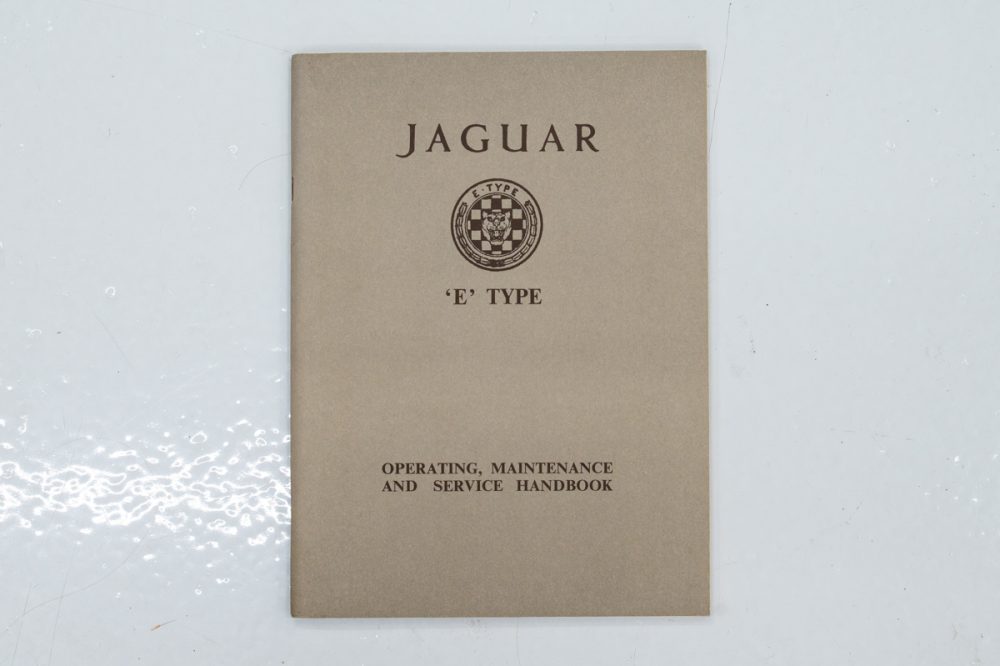 JAGUAR
E·TYPE
‘E’ TYPE
OPERATING, MAINTENANCE
AND SERVICE HANDBOOK